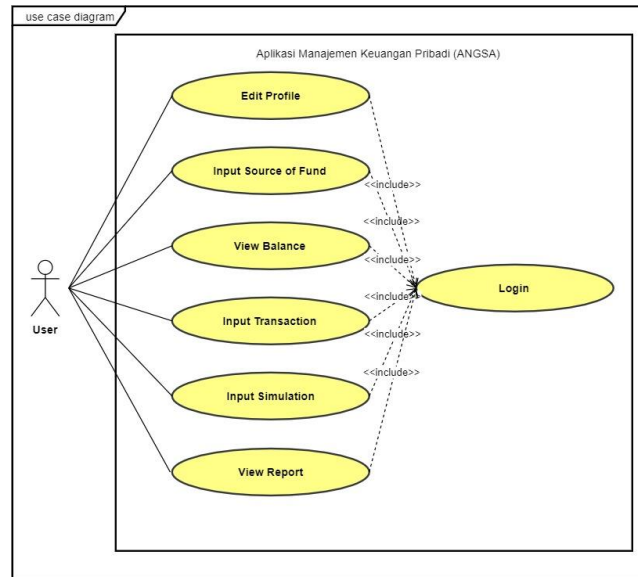 use case diagram
Aplikasi Manajemen Keuangan Pribadi (ANGSA)
Edit Profile
Input Source of Fund
<<include>>
<<include>>
View Balance
<<include>>
Login
<<include>>
Input Transaction
<<include>>
User
<<include>>
Input Simulation
View Report